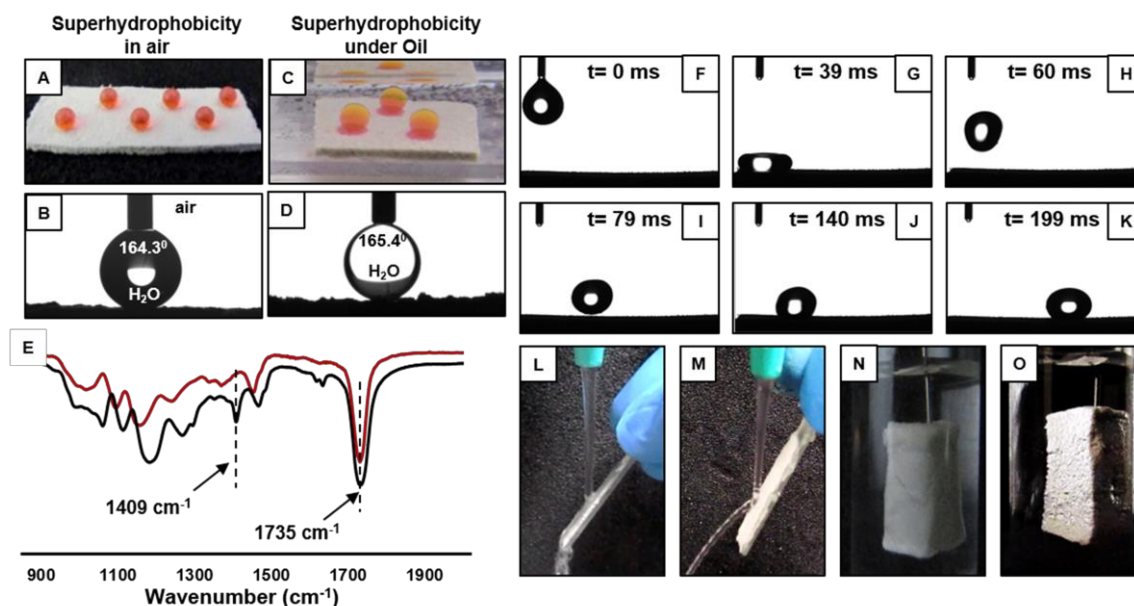 Superhydrophobicity
in air
Superhydrophobicity
under Oil
A
C
B
air
164.3⁰
H₂O
D
165.4⁰
H₂O
E
1409 cm⁻¹
1735 cm⁻¹
900 1100 1300 1500 1700 1900
Wavenumber (cm⁻¹)
F
t= 0 ms
G
t= 39 ms
H
t= 60 ms
I
t= 79 ms
J
t= 140 ms
K
t= 199 ms
L
M
N
O